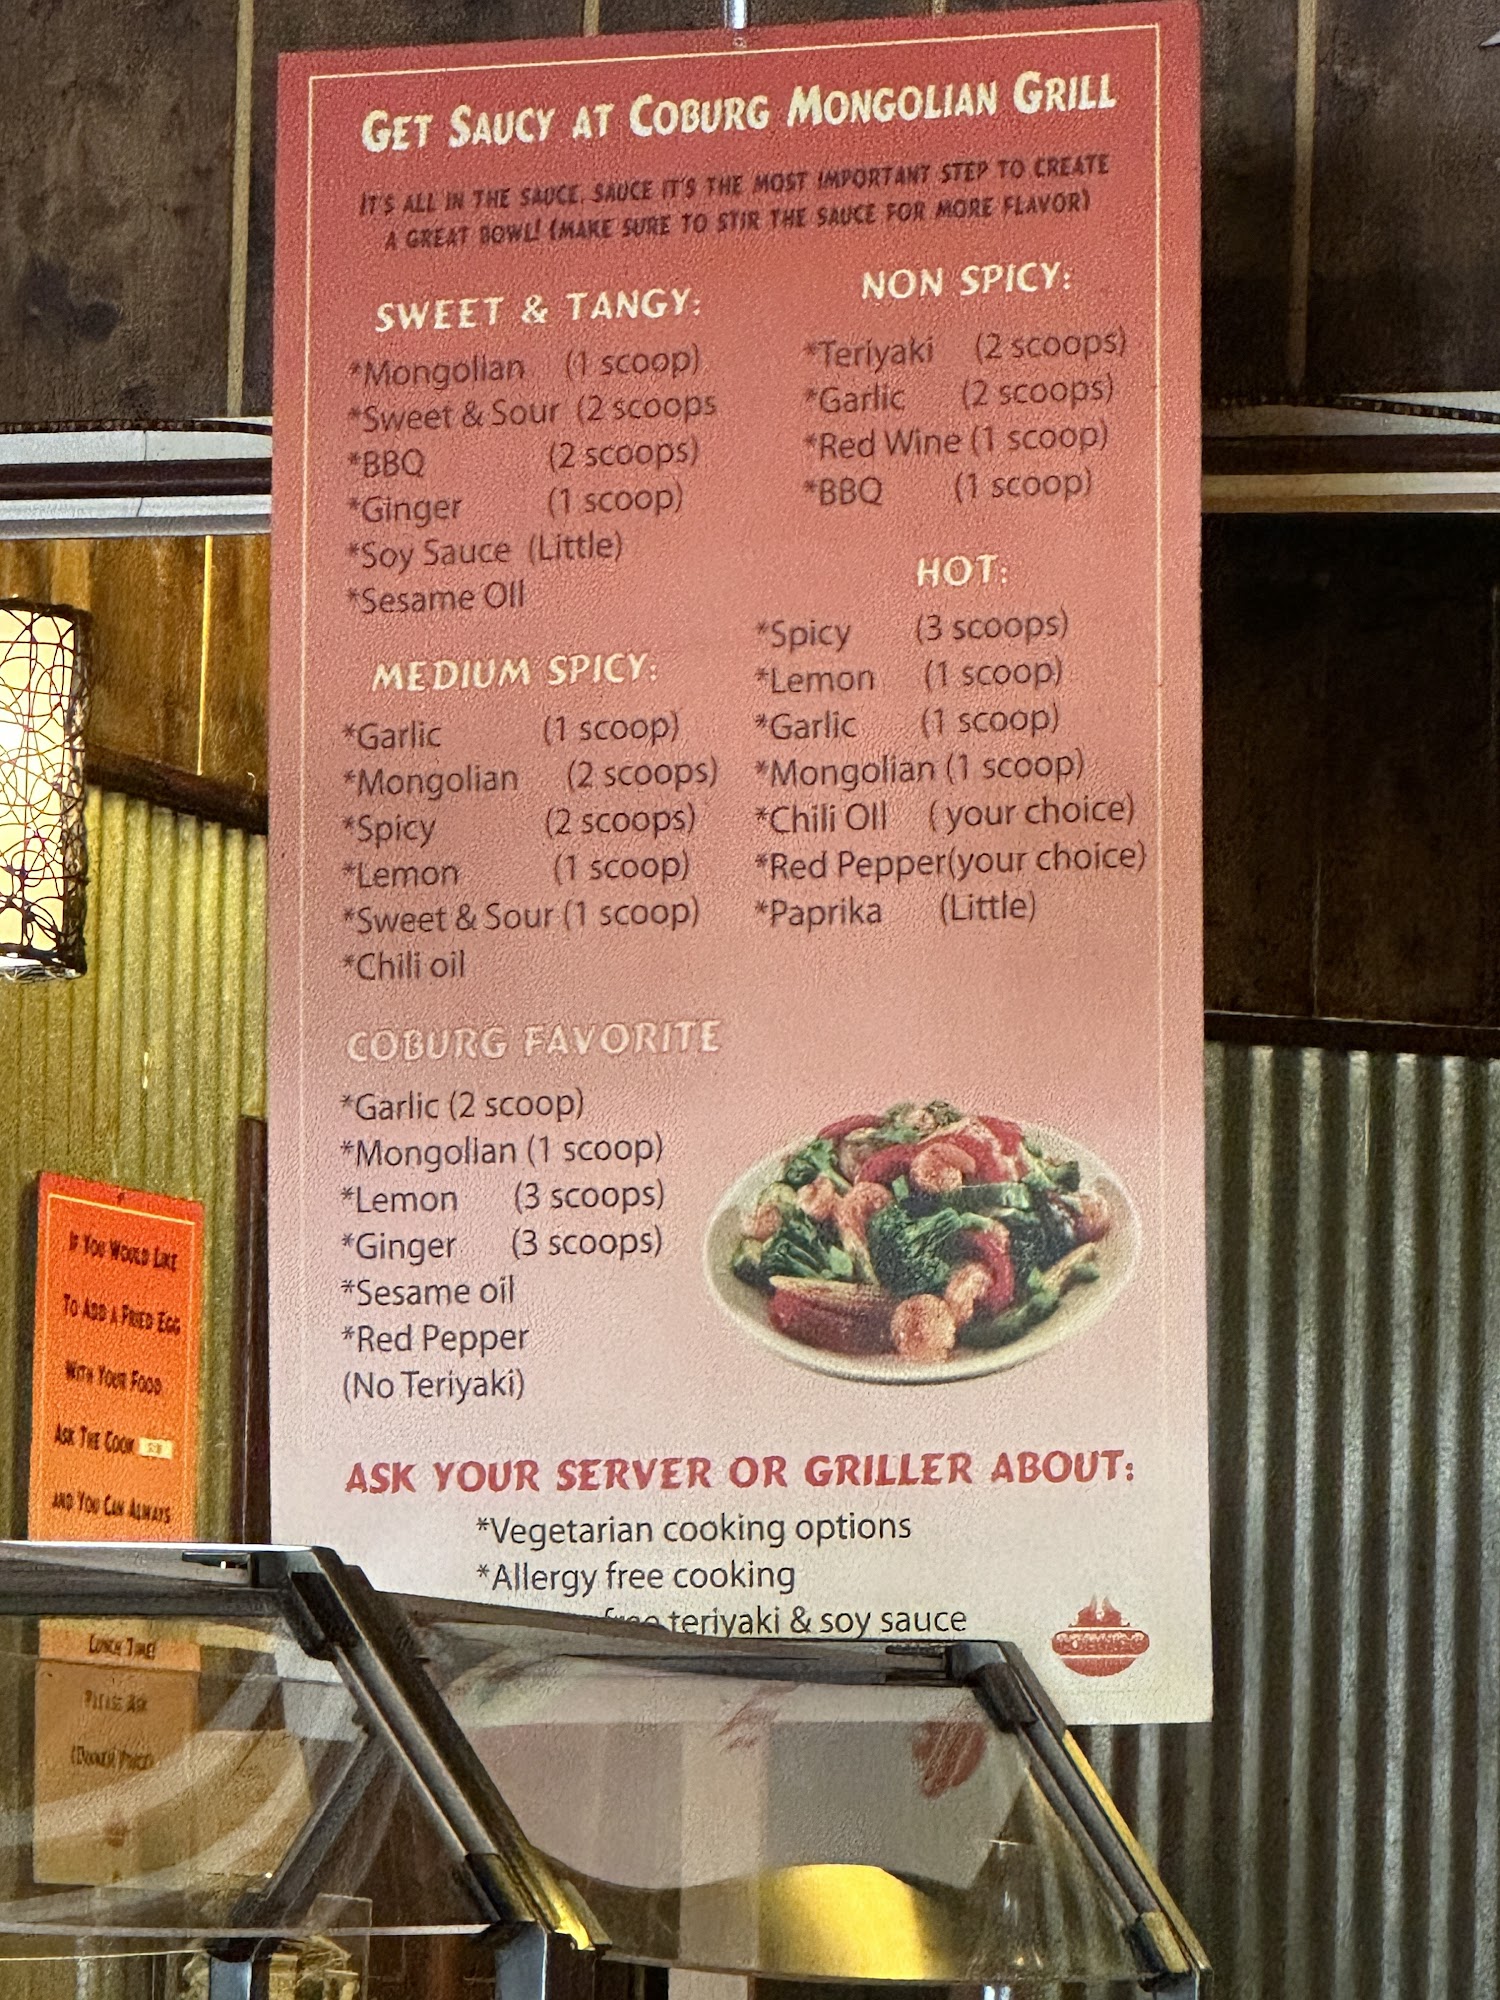 Get Saucy at Coburg Mongolian Grill
It's all in the sauce. Sauce it's the most important step to create
a great bowl! (Make sure to stir the sauce for more flavor)
SWEET & TANGY:
*Mongolian (1 scoop)
*Sweet & Sour (2 scoops
*BBQ (2 scoops)
*Ginger (1 scoop)
*Soy Sauce (Little)
*Sesame OIl
MEDIUM SPICY:
*Garlic (1 scoop)
*Mongolian (2 scoops)
*Spicy (2 scoops)
*Lemon (1 scoop)
*Sweet & Sour (1 scoop)
*Chili oil
COBURG FAVORITE
*Garlic (2 scoop)
*Mongolian (1 scoop)
*Lemon (3 scoops)
*Ginger (3 scoops)
*Sesame oil
*Red Pepper
(No Teriyaki)
NON SPICY:
*Teriyaki (2 scoops)
*Garlic (2 scoops)
*Red Wine (1 scoop)
*BBQ (1 scoop)
HOT:
*Spicy (3 scoops)
*Lemon (1 scoop)
*Garlic (1 scoop)
*Mongolian (1 scoop)
*Chili OIl ( your choice)
*Red Pepper(your choice)
*Paprika (Little)
ASK YOUR SERVER OR GRILLER ABOUT:
*Vegetarian cooking options
*Allergy free cooking
free teriyaki & soy sauce
If You Would Like
To Add a Fried Egg
With Your Food
Ask The Cook
and You Can Always
Lunch Time!
Please Ask
(Dinner Price)